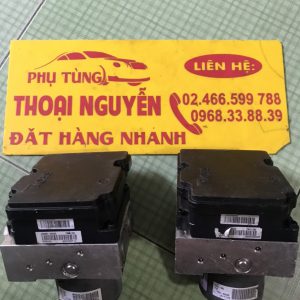 LIÊN HỆ:
PHỤ TÙNG
THOẠI NGUYỄN
02.466.599 788
0968.33.88.39
ĐẶT HÀNG NHANH